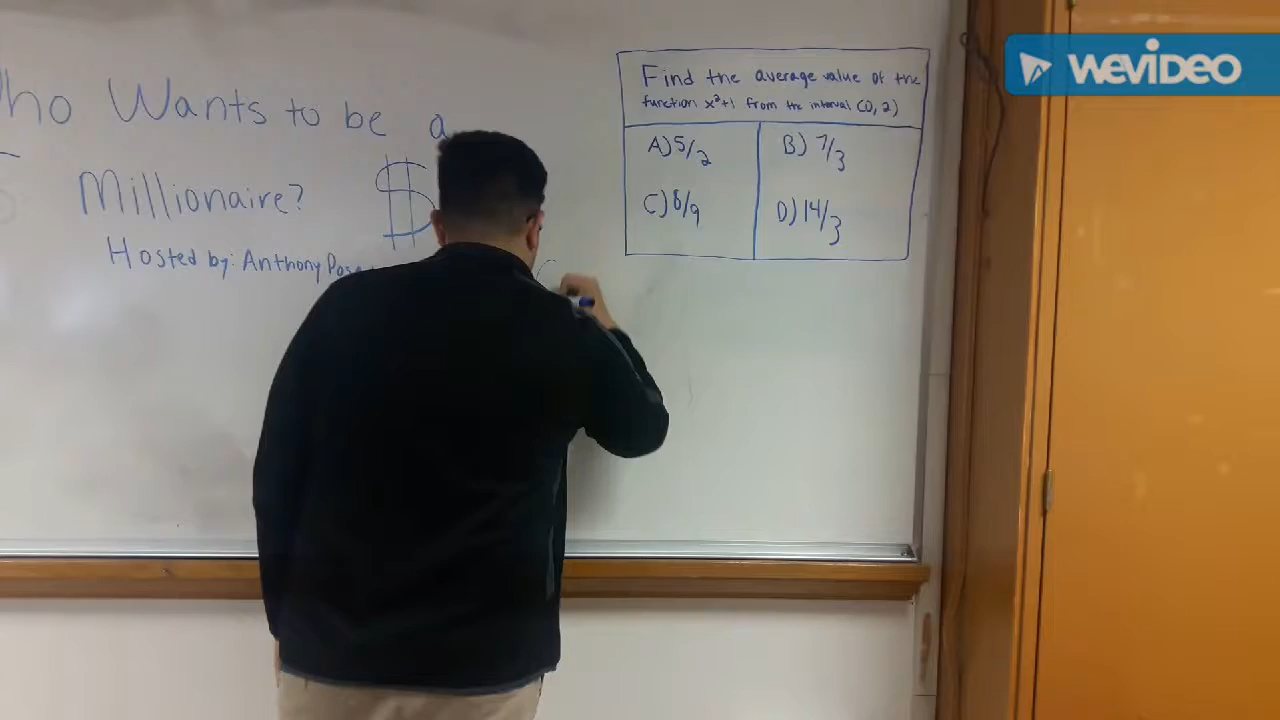 Who Wants to be a
Millionaire? $
Hosted by: Anthony
Find the average value of the
function x²+1 from the interval (0,2)
A) 5/2 B) 7/3
C) 8/9 D) 14/3
WEVIDEO